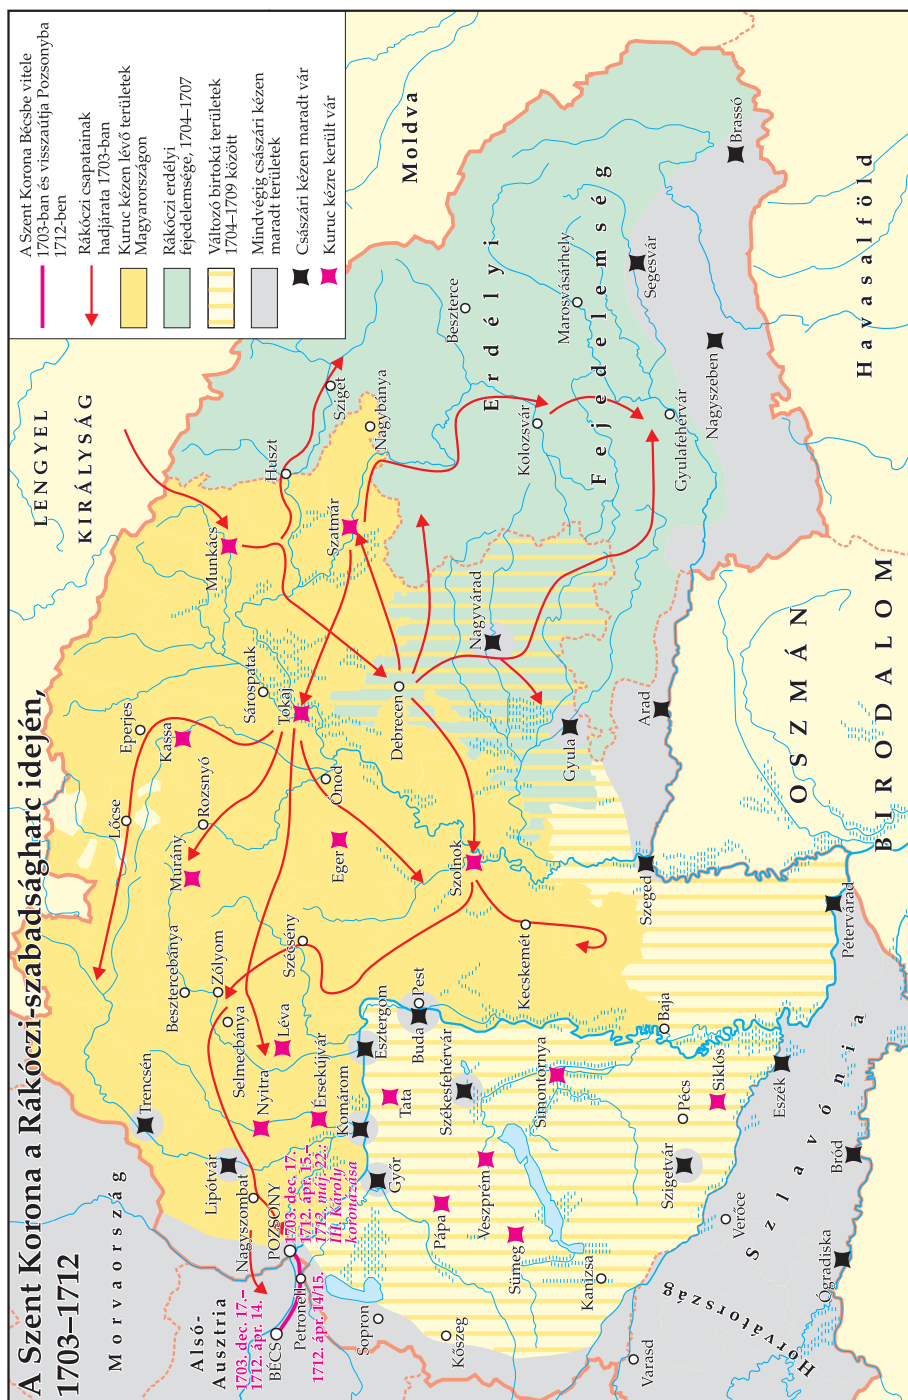 A Szent Korona a Rákóczi-szabadságharc idején,
1703–1712
A Szent Korona Bécsbe vitele
1703-ban és visszaútja Pozsonyba
1712-ben
Rákóczi csapatainak
hadjárata 1703-ban
Kuruc kézen lévő területek
Magyarországon
Rákóczi erdélyi
fejedelemsége, 1704–1707
Változó birtokú területek
1704–1709 között
Mindvégig császári kézen
maradt területek
Császári kézen maradt vár
Kuruc kézre került vár
LENGYEL
KIRÁLYSÁG
Moldva
Morvaország
Alsó-
Ausztria
Erdélyi
Fejedelemség
Havasalföld
OSZMÁN
BIRODALOM
Szlavónia
Horvátország
Munkács
Huszt
Sziget
Nagybánya
Szatmár
Beszterce
Marosvásárhely
Kolozsvár
Segesvár
Brassó
Nagyszeben
Gyulafehérvár
Nagyvárad
Gyula
Arad
Debrecen
Sárospatak
Tokaj
Eperjes
Kassa
Lőcse
Rozsnyó
Murány
Ónod
Eger
Szolnok
Szeged
Kecskemét
Szécsény
Besztercebánya
Zólyom
Selmecbánya
Léva
Nyitra
Érsekújvár
Komárom
Esztergom
Buda
Pest
Trencsén
Lipótvár
Nagyszombat
POZSONY
1703. dec. 17.
1712. ápr. 15.–
1712. máj. 22.:
III. Károly
koronázása
1703. dec. 17.–
1712. ápr. 14.
BÉCS
Petronell
1712. ápr. 14/15.
Győr
Tata
Székesfehérvár
Simontornya
Veszprém
Pápa
Sümeg
Kanizsa
Sopron
Kőszeg
Varasd
Baja
Pécs
Siklós
Szigetvár
Eszék
Pétervárad
Verőce
Bród
Ógradiska